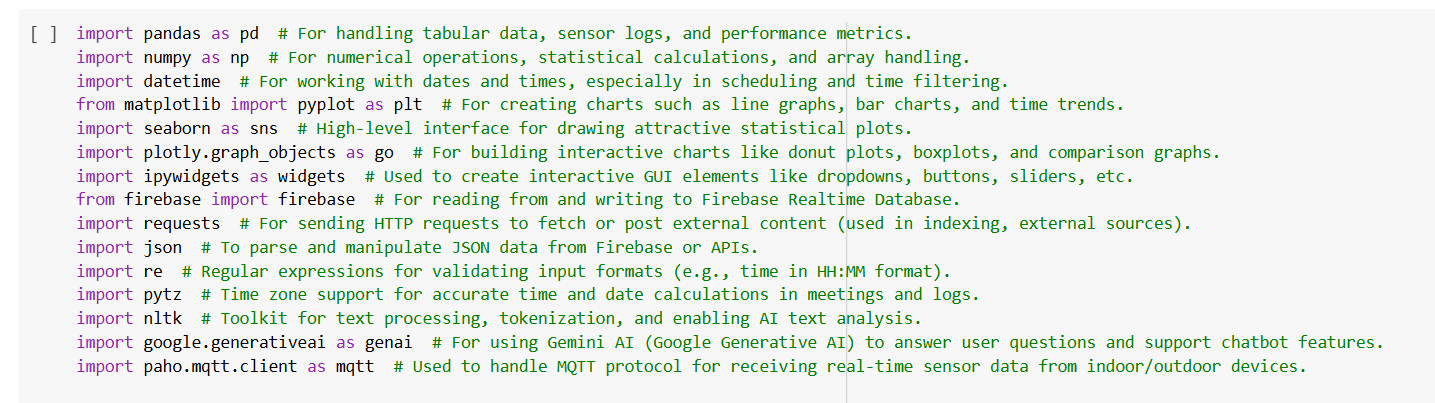 [ ] import pandas as pd  # For handling tabular data, sensor logs, and performance metrics.
import numpy as np  # For numerical operations, statistical calculations, and array handling.
import datetime  # For working with dates and times, especially in scheduling and time filtering.
from matplotlib import pyplot as plt  # For creating charts such as line graphs, bar charts, and time trends.
import seaborn as sns  # High-level interface for drawing attractive statistical plots.
import plotly.graph_objects as go  # For building interactive charts like donut plots, boxplots, and comparison graphs.
import ipywidgets as widgets  # Used to create interactive GUI elements like dropdowns, buttons, sliders, etc.
from firebase import firebase  # For reading from and writing to Firebase Realtime Database.
import requests  # For sending HTTP requests to fetch or post external content (used in indexing, external sources).
import json  # To parse and manipulate JSON data from Firebase or APIs.
import re  # Regular expressions for validating input formats (e.g., time in HH:MM format).
import pytz  # Time zone support for accurate time and date calculations in meetings and logs.
import nltk  # Toolkit for text processing, tokenization, and enabling AI text analysis.
import google.generativeai as genai  # For using Gemini AI (Google Generative AI) to answer user questions and support chatbot features.
import paho.mqtt.client as mqtt  # Used to handle MQTT protocol for receiving real-time sensor data from indoor/outdoor devices.